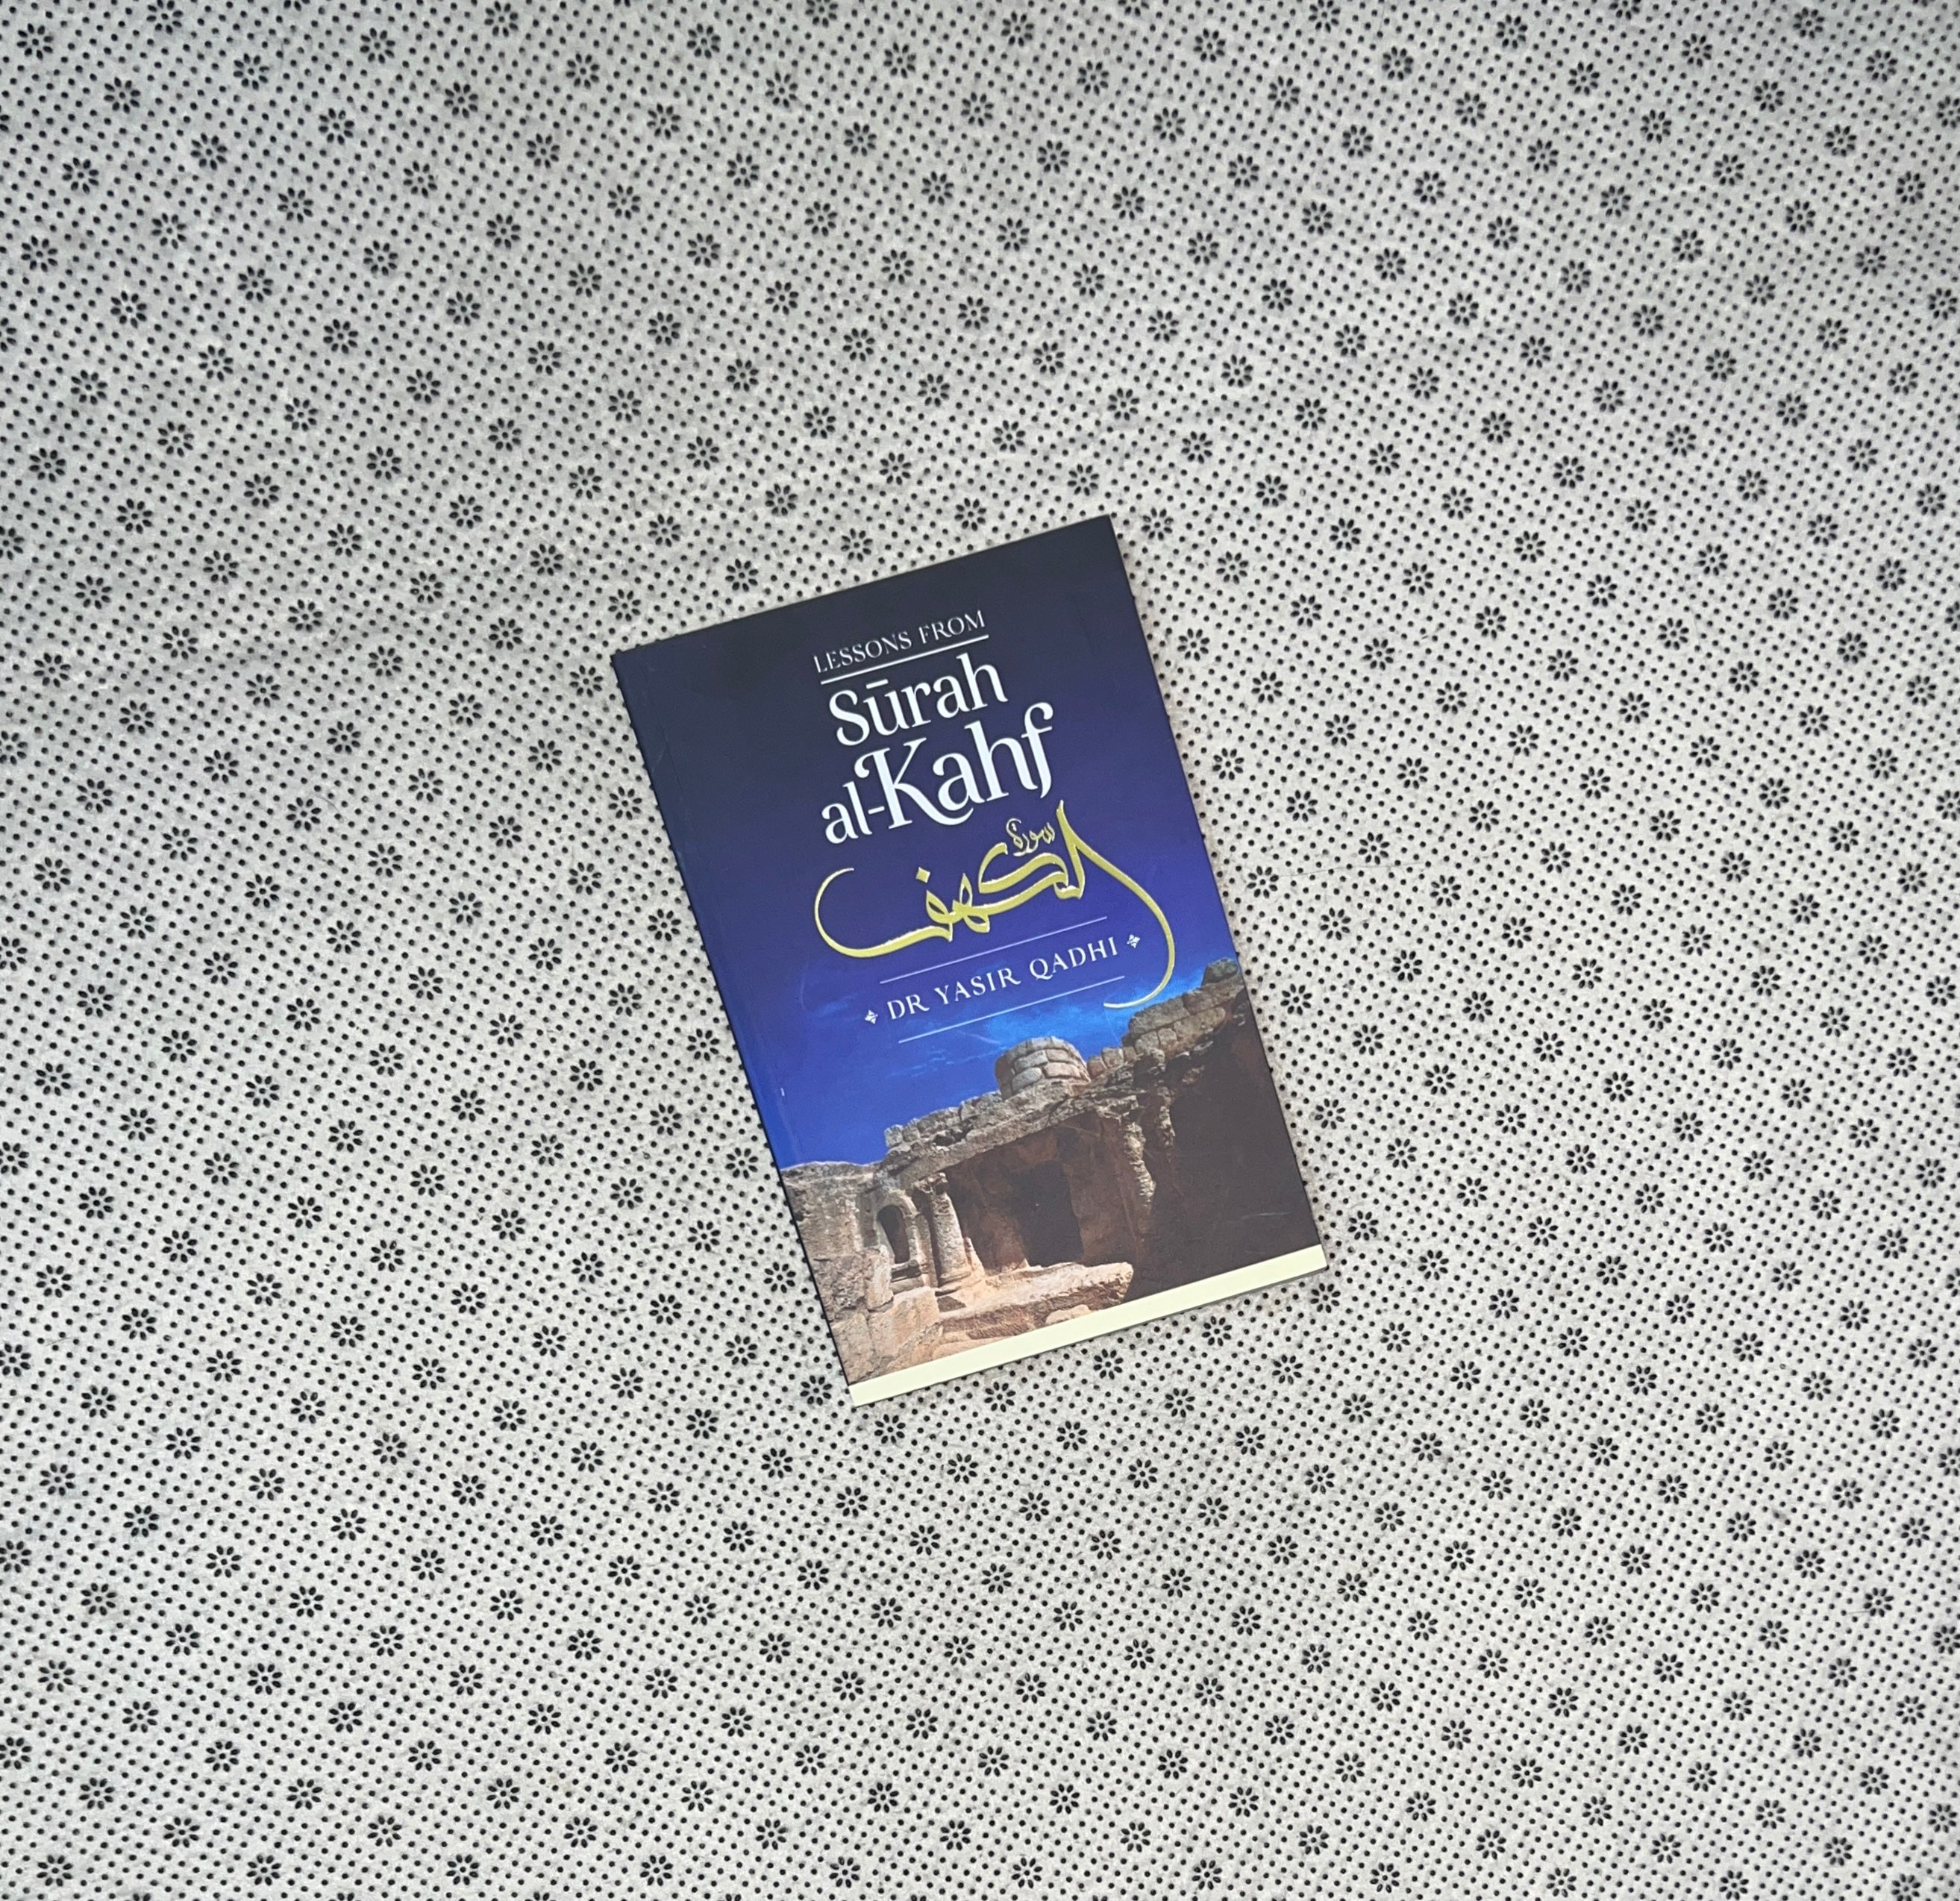 LESSONS FROM
Sūrah
al-Kahf
سورة
الكهف
DR YASIR QADHI